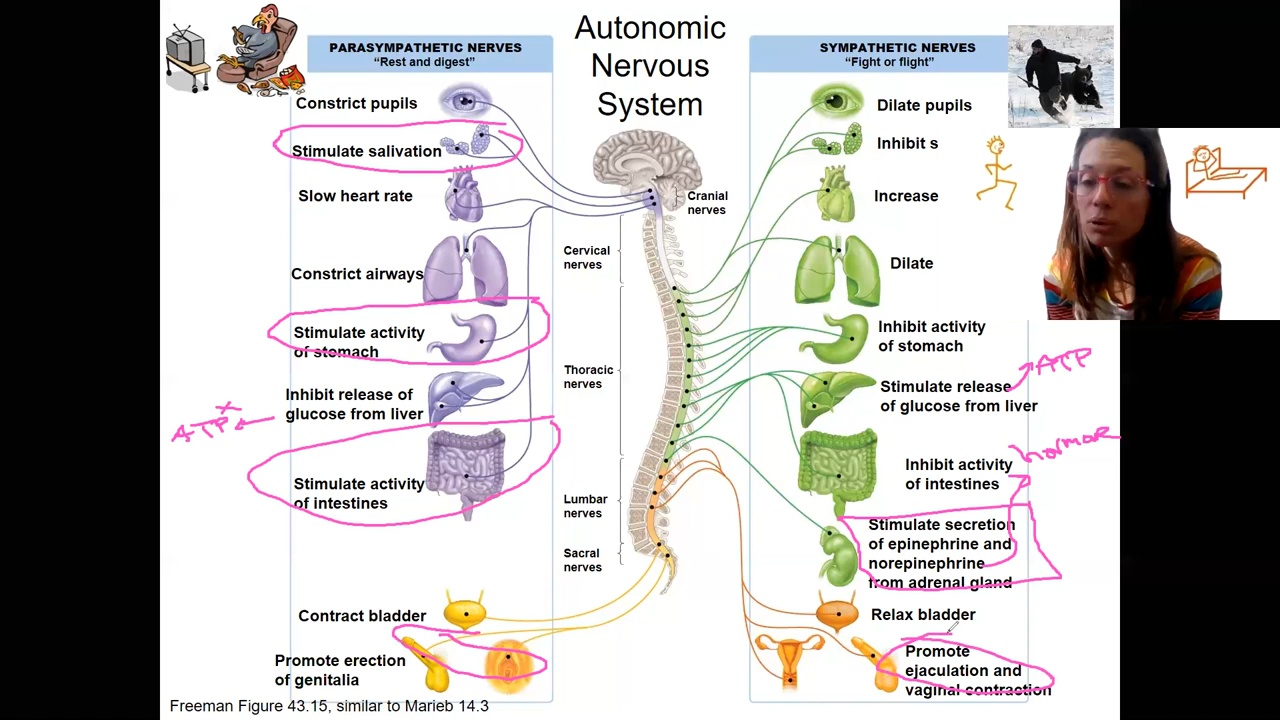 Autonomic
Nervous
System
PARASYMPATHETIC NERVES
"Rest and digest"
Constrict pupils
Stimulate salivation
Slow heart rate
Constrict airways
Stimulate activity
of stomach
Inhibit release of
glucose from liver
ATP
Stimulate activity
of intestines
Contract bladder
Promote erection
of genitalia
Cranial
nerves
Cervical
nerves
Thoracic
nerves
Lumbar
nerves
Sacral
nerves
SYMPATHETIC NERVES
"Fight or flight"
Dilate pupils
Inhibit s
Increase
Dilate
Inhibit activity
of stomach
Stimulate release
of glucose from liver
ATP
Inhibit activity
of intestines
Stimulate secretion
of epinephrine and
norepinephrine
from adrenal gland
Relax bladder
Promote
ejaculation and
vaginal contraction
Freeman Figure 43.15, similar to Marieb 14.3